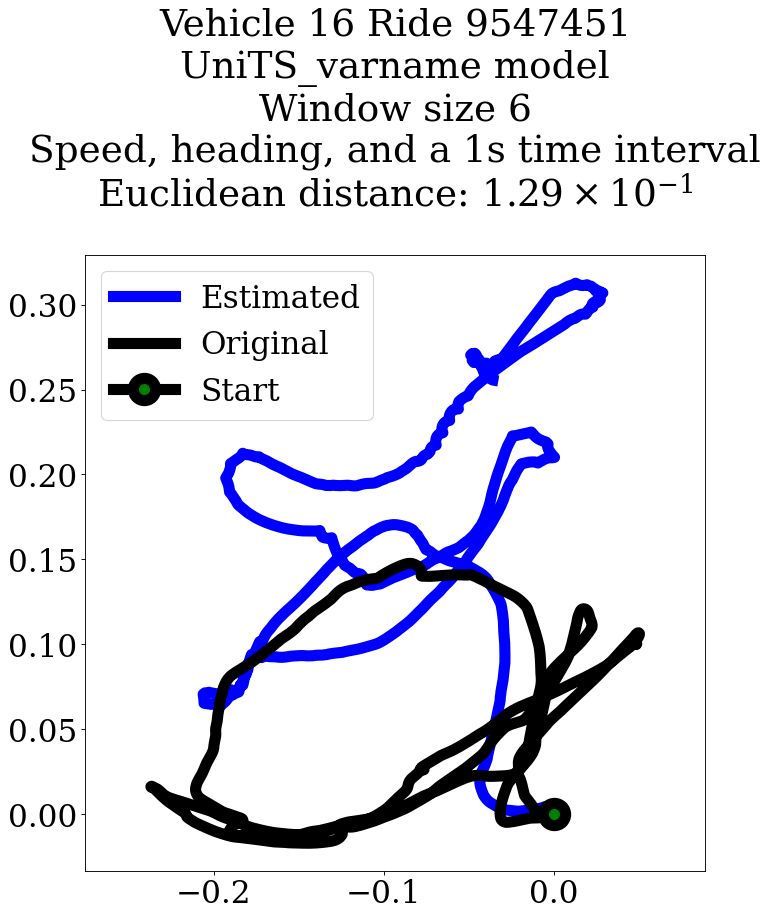 Vehicle 16 Ride 9547451
UniTS_varname model
Window size 6
Speed, heading, and a 1s time interval
Euclidean distance: 1.29 × 10⁻¹
Estimated
Original
Start
0.30
0.25
0.20
0.15
0.10
0.05
0.00
−0.2 −0.1 0.0